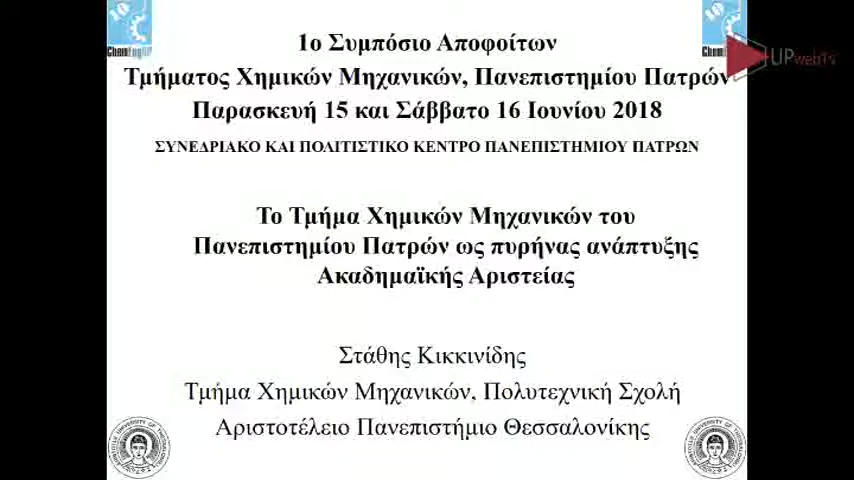 1ο Συμπόσιο Αποφοίτων
Τμήματος Χημικών Μηχανικών, Πανεπιστημίου Πατρών
Παρασκευή 15 και Σάββατο 16 Ιουνίου 2018
ΣΥΝΕΔΡΙΑΚΟ ΚΑΙ ΠΟΛΙΤΙΣΤΙΚΟ ΚΕΝΤΡΟ ΠΑΝΕΠΙΣΤΗΜΙΟΥ ΠΑΤΡΩΝ
UPwebTv
Το Τμήμα Χημικών Μηχανικών του
Πανεπιστημίου Πατρών ως πυρήνας ανάπτυξης
Ακαδημαϊκής Αριστείας
Στάθης Κικκινίδης
Τμήμα Χημικών Μηχανικών, Πολυτεχνική Σχολή
Αριστοτέλειο Πανεπιστήμιο Θεσσαλονίκης